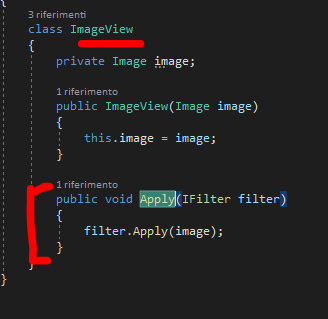 {
3 riferimenti
class ImageView
{
private Image image;
1 riferimento
public ImageView(Image image)
{
this.image = image;
}
1 riferimento
public void Apply(IFilter filter)
{
filter.Apply(image);
}
}
}